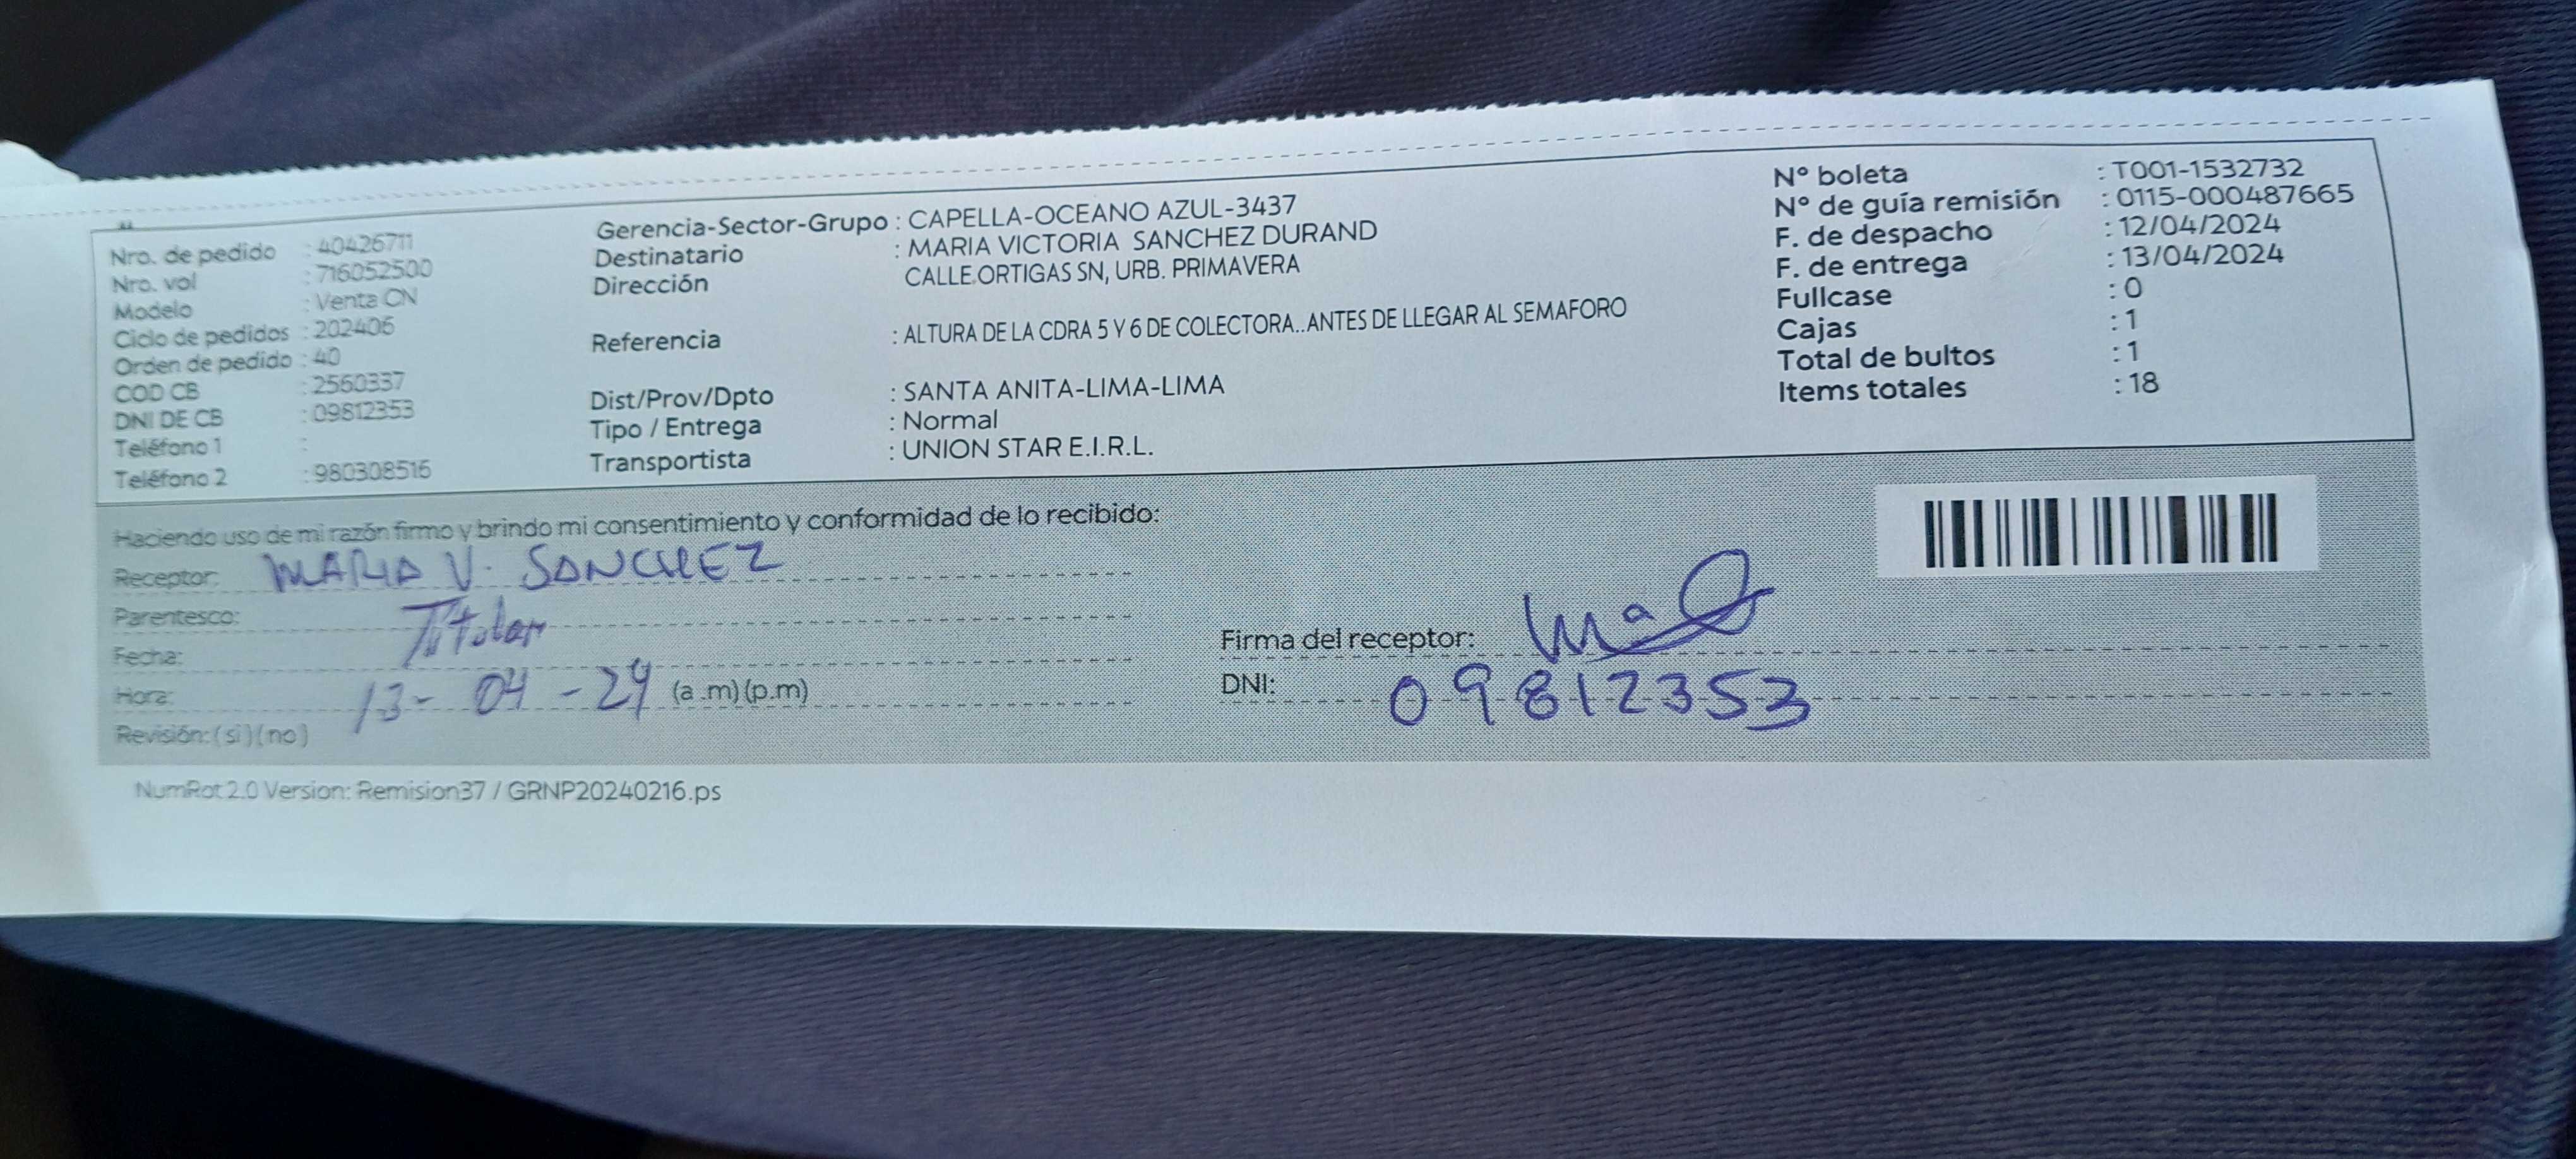 Nro. de pedido : 40426711
Nro. vol : 716052500
Modelo : Venta CN
Ciclo de pedidos : 202406
Orden de pedido : 40
COD CB : 2560337
DNI DE CB : 09812353
Teléfono 1 :
Teléfono 2 : 980308516
Gerencia-Sector-Grupo : CAPELLA-OCEANO AZUL-3437
Destinatario : MARIA VICTORIA SANCHEZ DURAND
Dirección CALLE.ORTIGAS SN, URB. PRIMAVERA
Referencia : ALTURA DE LA CDRA 5 Y 6 DE COLECTORA..ANTES DE LLEGAR AL SEMAFORO
Dist/Prov/Dpto : SANTA ANITA-LIMA-LIMA
Tipo / Entrega : Normal
Transportista : UNION STAR E.I.R.L.
N° boleta : T001-1532732
N° de guía remisión : 0115-000487665
F. de despacho : 12/04/2024
F. de entrega : 13/04/2024
Fullcase : 0
Cajas : 1
Total de bultos : 1
Items totales : 18
Haciendo uso de mi razón firmo y brindo mi consentimiento y conformidad de lo recibido:
Receptor: MARIA V. SANCHEZ
Parentesco: Titular
Fecha:
Hora: 13-04-24 (a .m) (p.m)
Revisión: ( si ) ( no )
Firma del receptor:
DNI: 09812353
NumRot 2.0 Version: Remision37 / GRNP20240216.ps